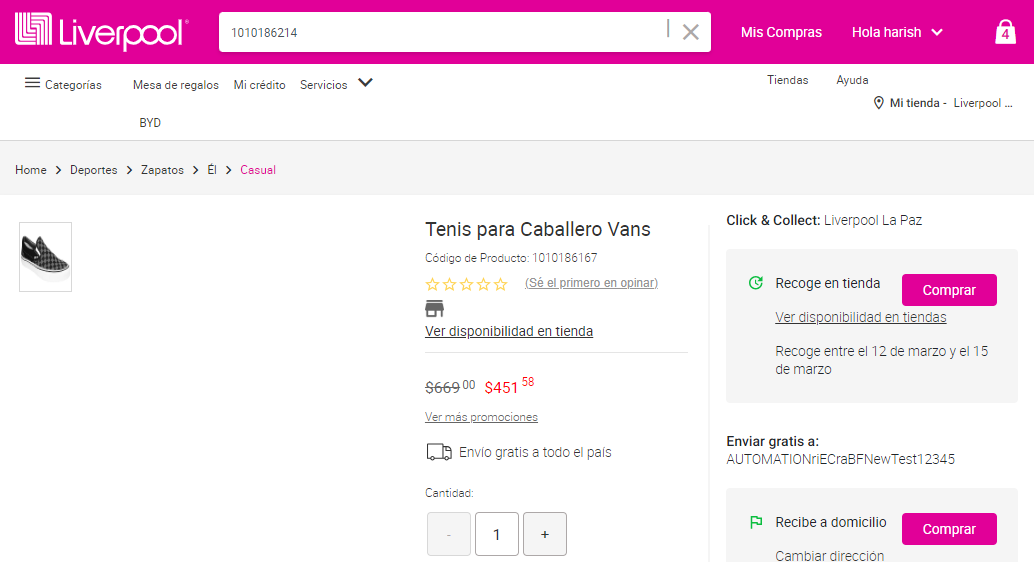 Liverpool
1010186214
Mis Compras
Hola harish
4
Categorías
Mesa de regalos
Mi crédito
Servicios
Tiendas
Ayuda
Mi tienda - Liverpool ...
BYD
Home > Deportes > Zapatos > Él > Casual
Tenis para Caballero Vans
Código de Producto: 1010186167
(Sé el primero en opinar)
Ver disponibilidad en tienda
$669 00 $451 58
Ver más promociones
Envío gratis a todo el país
Cantidad:
- 1 +
Click & Collect: Liverpool La Paz
Recoge en tienda
Comprar
Ver disponibilidad en tiendas
Recoge entre el 12 de marzo y el 15
de marzo
Enviar gratis a:
AUTOMATIONriECraBFNewTest12345
Recibe a domicilio
Comprar
Cambiar dirección